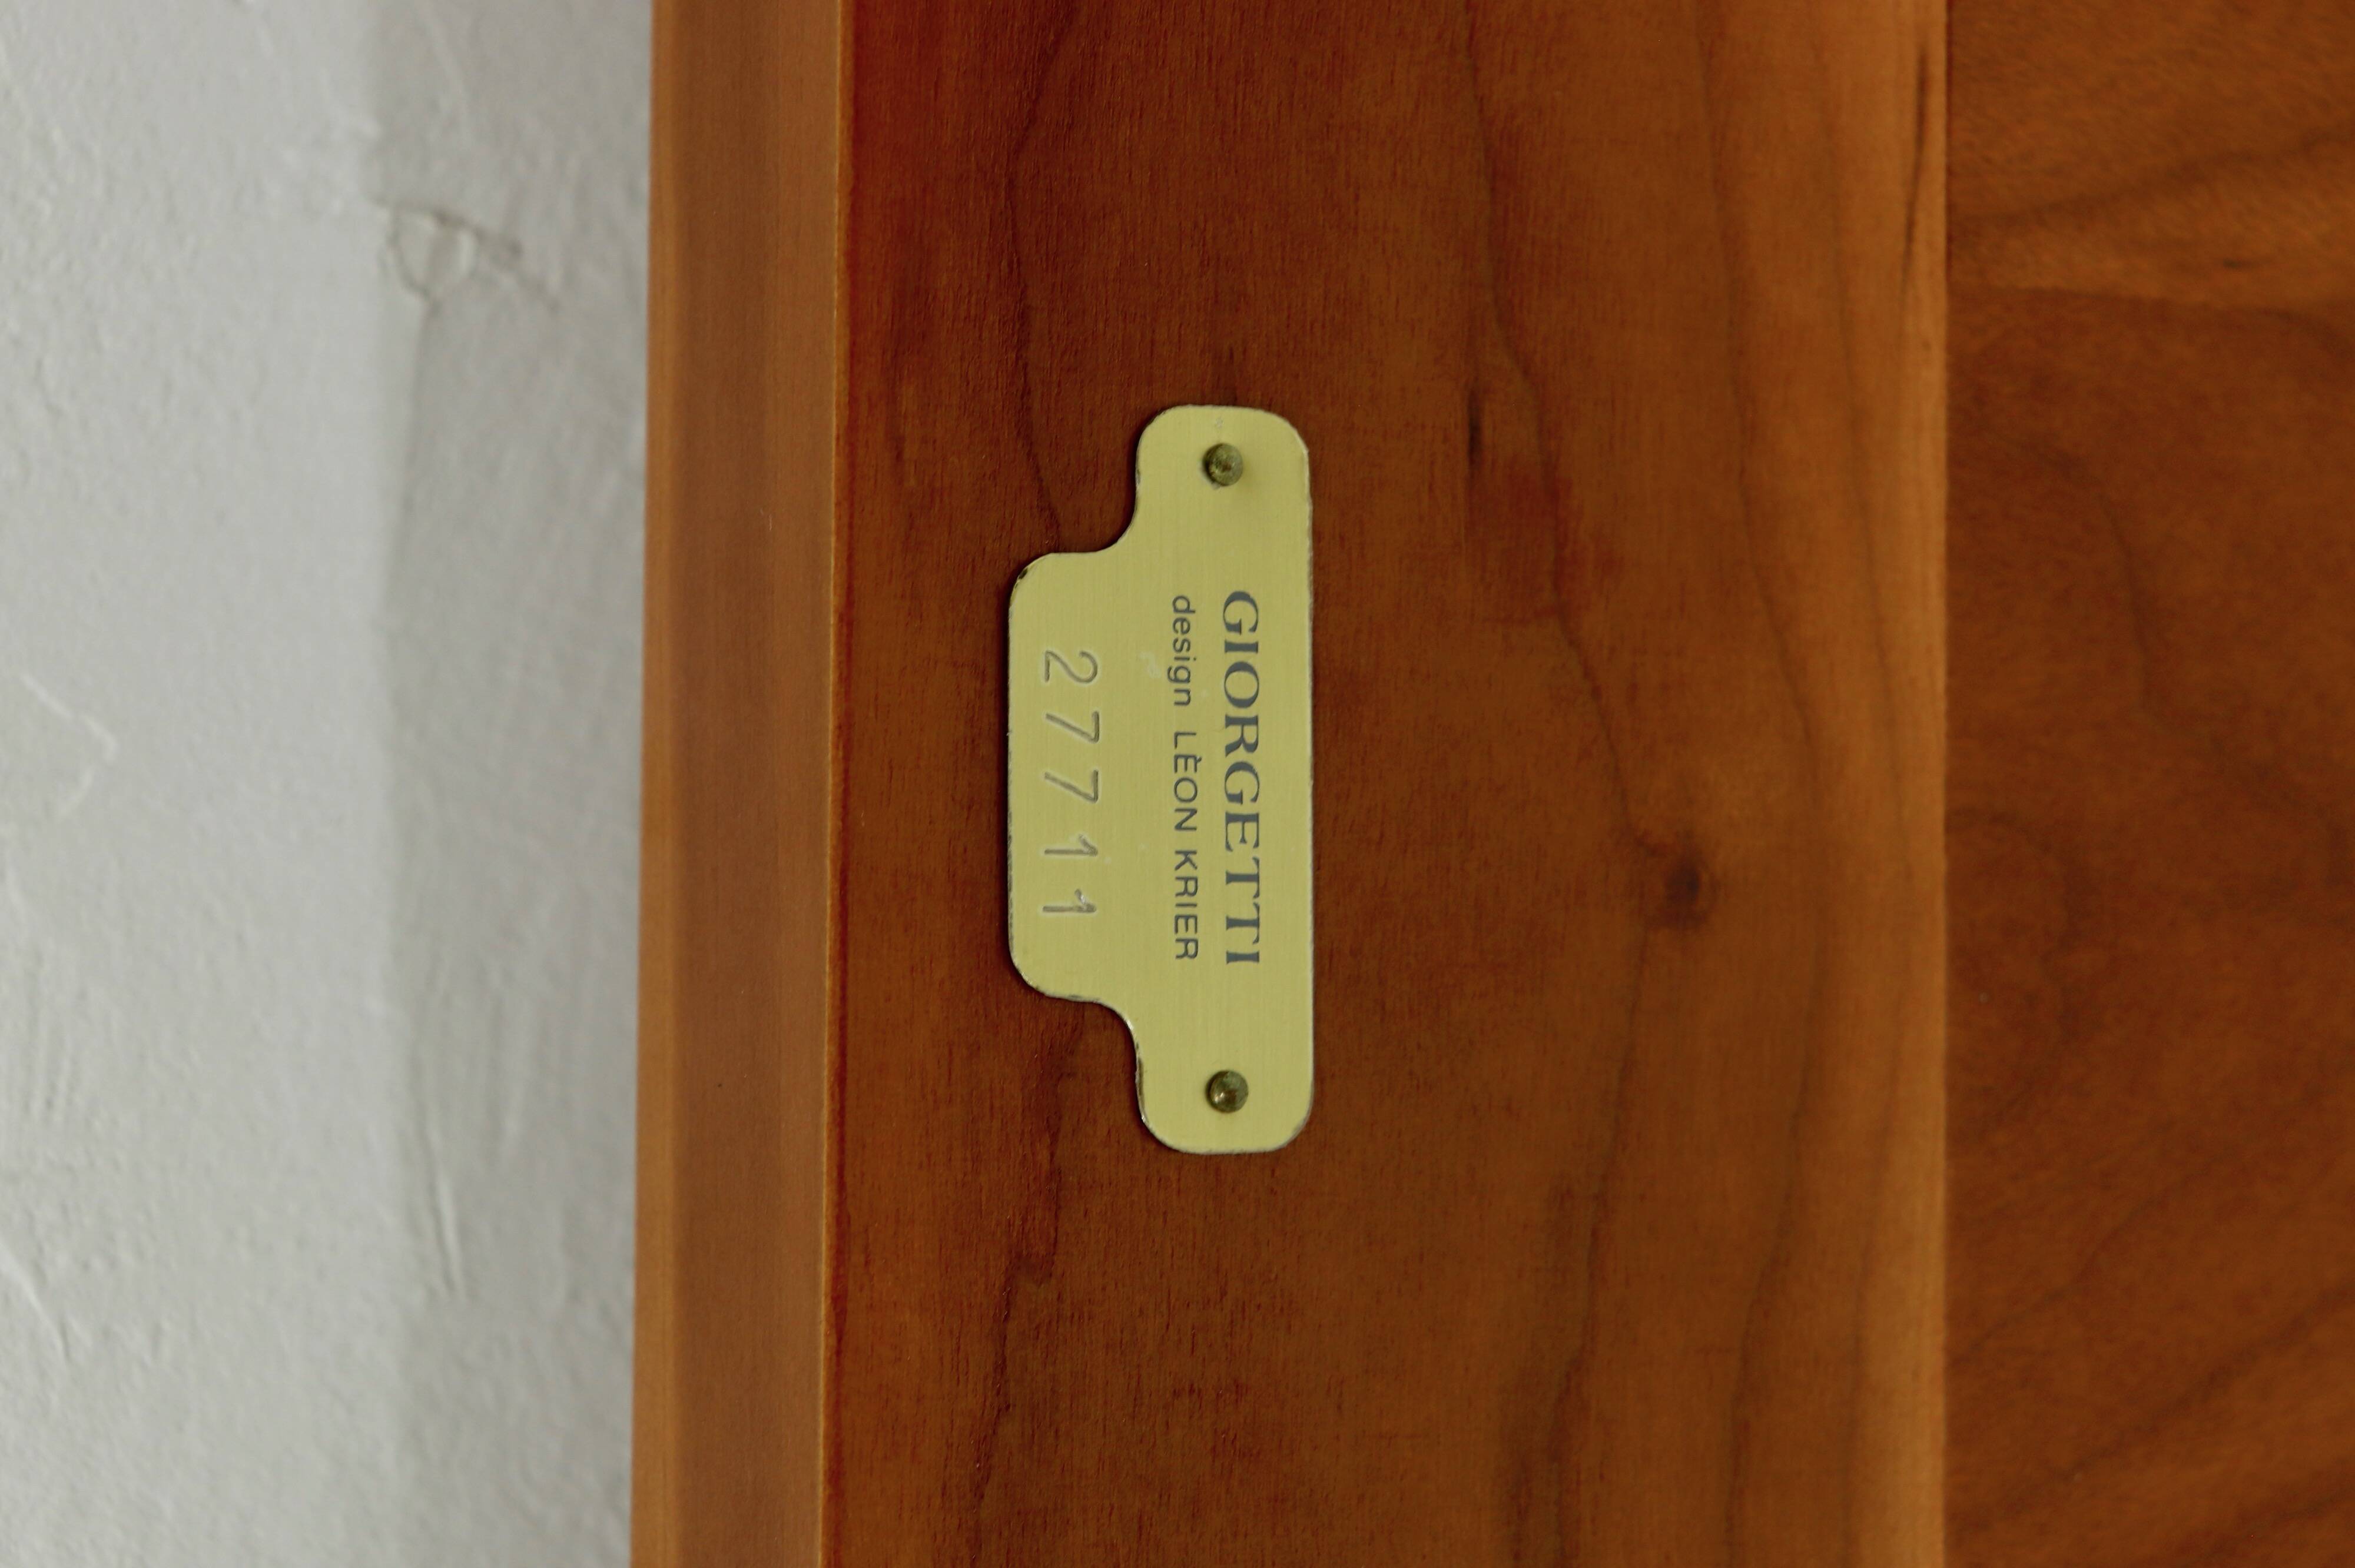 GIORGETTI
design LÈON KRIER
27711